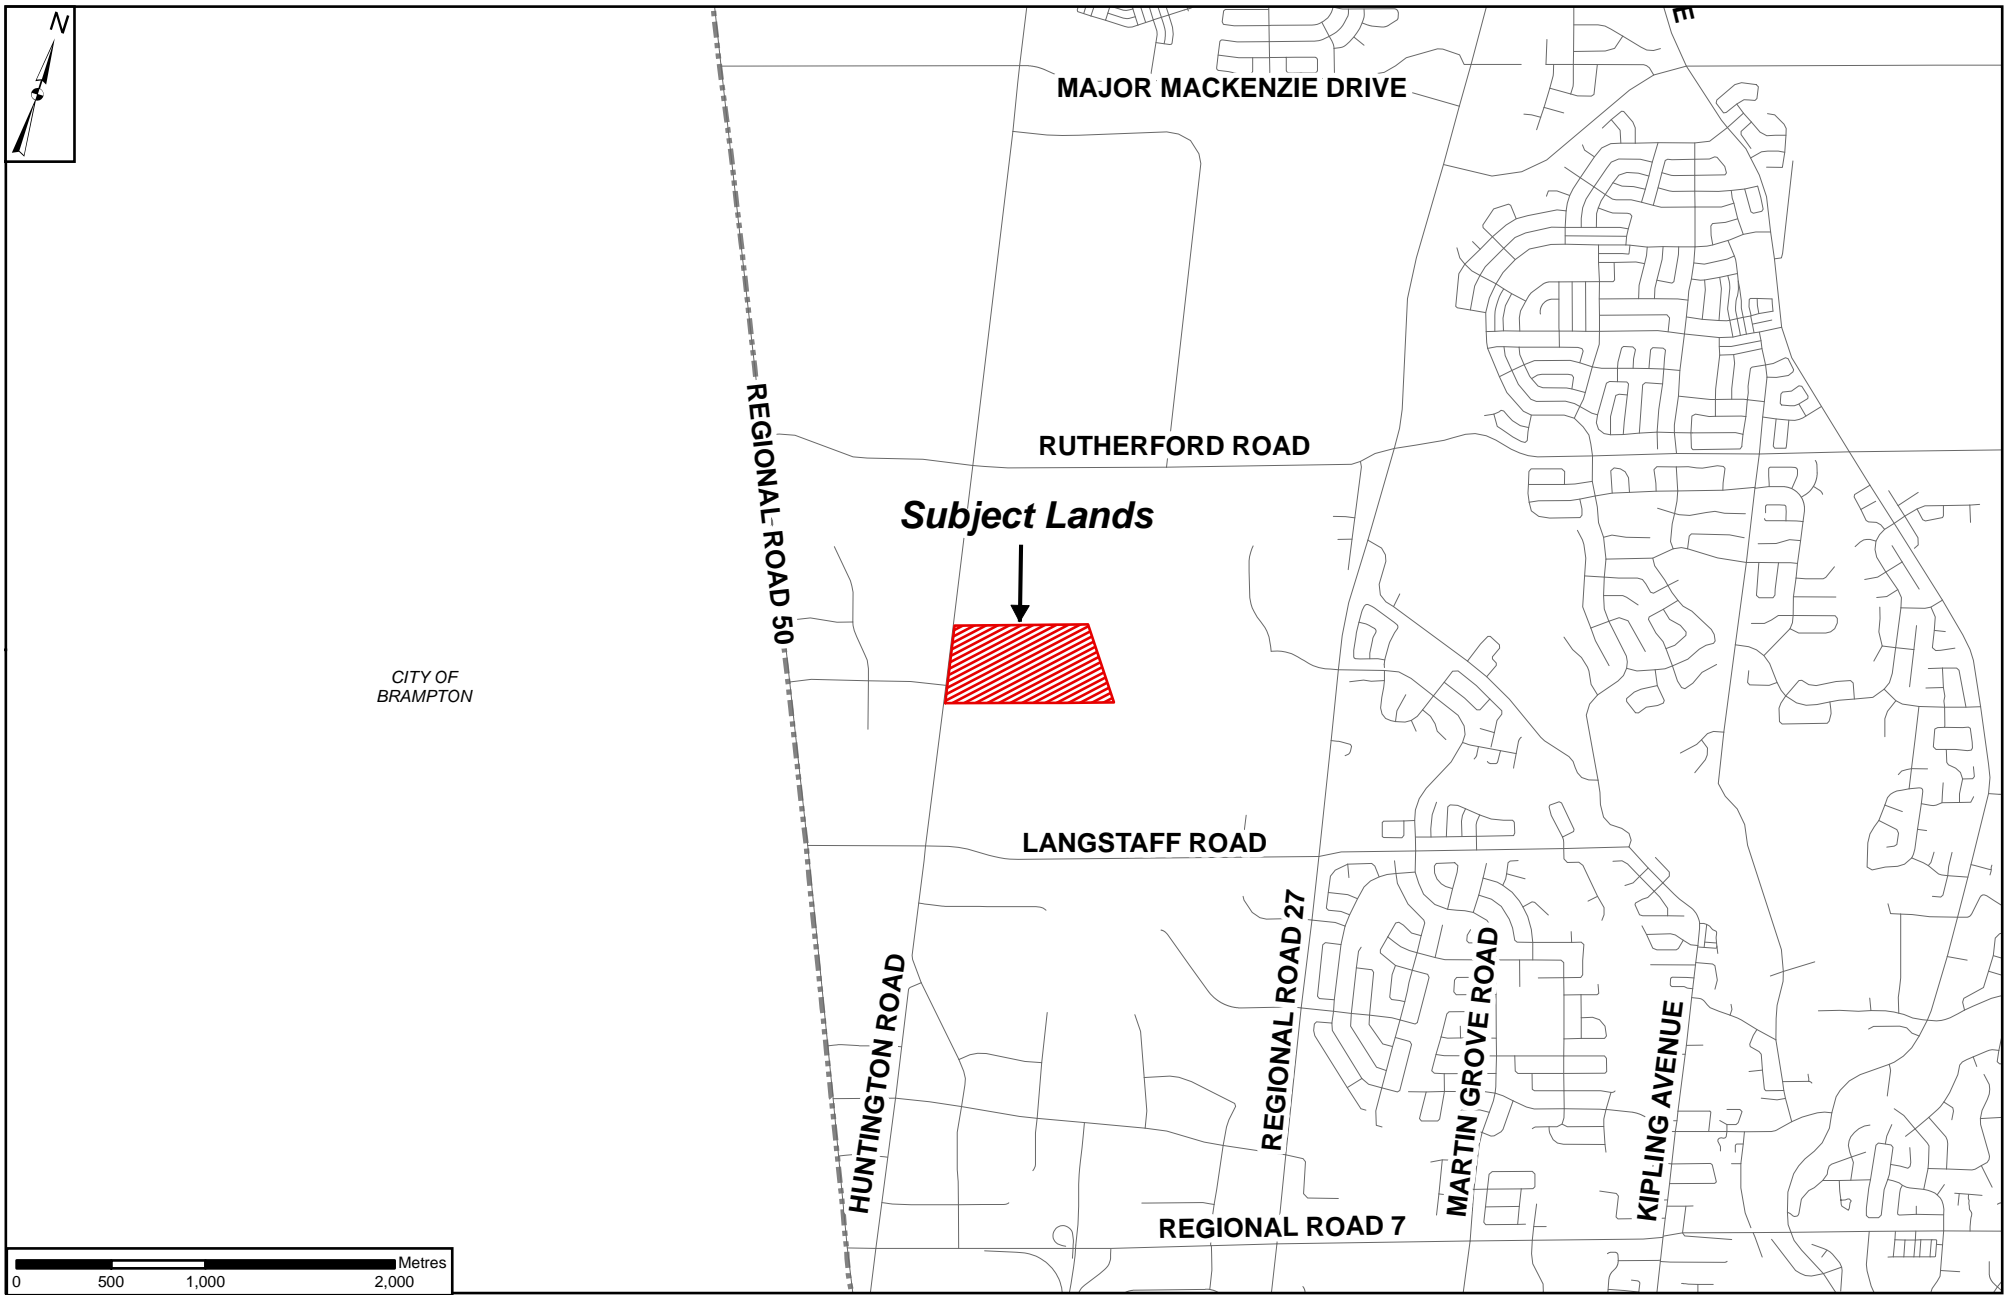 N
E
MAJOR MACKENZIE DRIVE
REGIONAL ROAD 50
RUTHERFORD ROAD
Subject Lands
CITY OF
BRAMPTON
LANGSTAFF ROAD
HUNTINGTON ROAD
REGIONAL ROAD 27
MARTIN GROVE ROAD
KIPLING AVENUE
REGIONAL ROAD 7
Metres
0 500 1,000 2,000